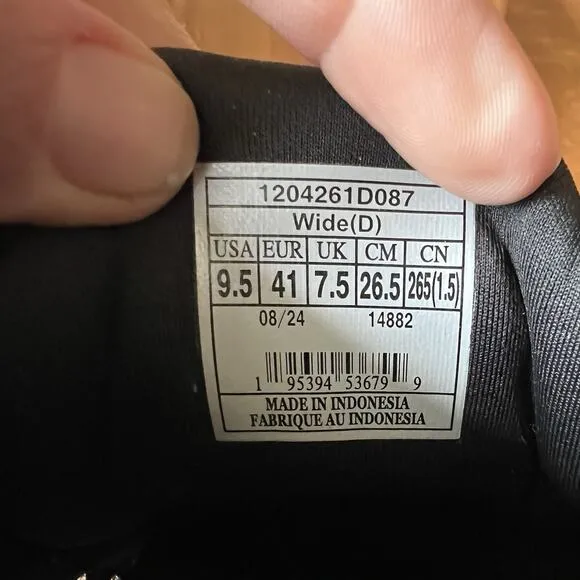 1204261D087
Wide(D)
USA EUR UK CM CN
9.5 41 7.5 26.5 265(1.5)
08/24 14882
1 95394 53679 9
MADE IN INDONESIA
FABRIQUE AU INDONESIA